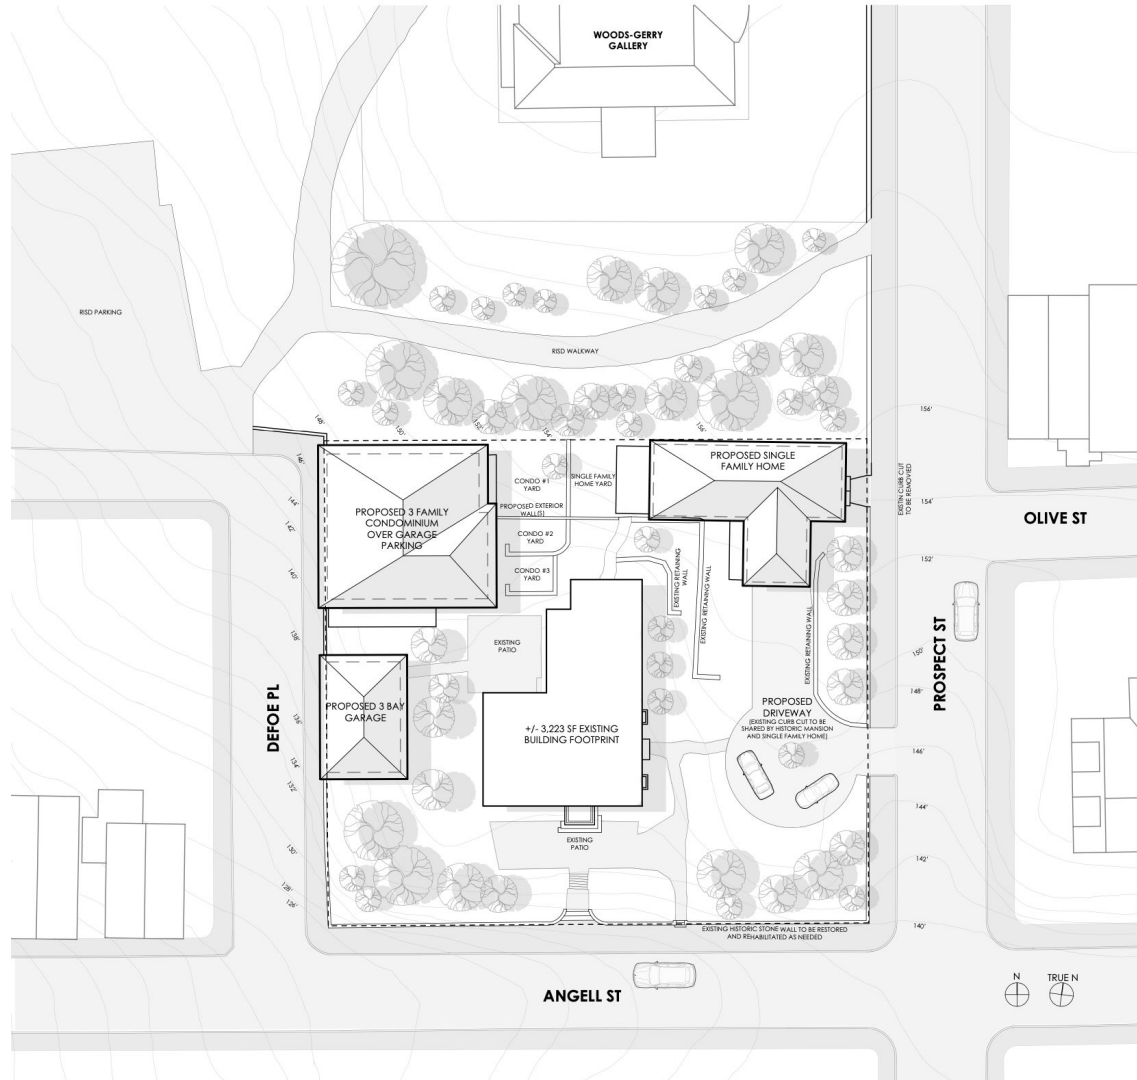 WOODS-GERRY
GALLERY
RISD PARKING
RISD WALKWAY
148'
150'
152'
154'
156'
156'
146'
144'
142'
140'
138'
136'
134'
132'
130'
128'
126'
PROPOSED 3 FAMILY
CONDOMINIUM
OVER GARAGE
PARKING
CONDO #1
YARD
SINGLE FAMILY
HOME YARD
PROPOSED EXTERIOR
WALL(S)
CONDO #2
YARD
CONDO #3
YARD
PROPOSED SINGLE
FAMILY HOME
EXISTIN CURB CUT
TO BE REMOVIED
154'
OLIVE ST
152'
EXISTING RETAINING
WALL
EXISTING RETAINING WALL
EXISTING RETAINING WALL
150'
148'
PROSPECT ST
EXISTING
PATIO
DEFOE PL
PROPOSED 3 BAY
GARAGE
+/- 3,223 SF EXISTING
BUILDING FOOTPRINT
PROPOSED
DRIVEWAY
(EXISTING CURB CUT TO BE
SHARED BY HISTORIC MANSION
AND SINGLE FAMILY HOME)
146'
144'
142'
140'
EXISTING
PATIO
EXISTING HISTORIC STONE WALL TO BE RESTORED
AND REHABILITATED AS NEEDED
ANGELL ST
N
TRUE N